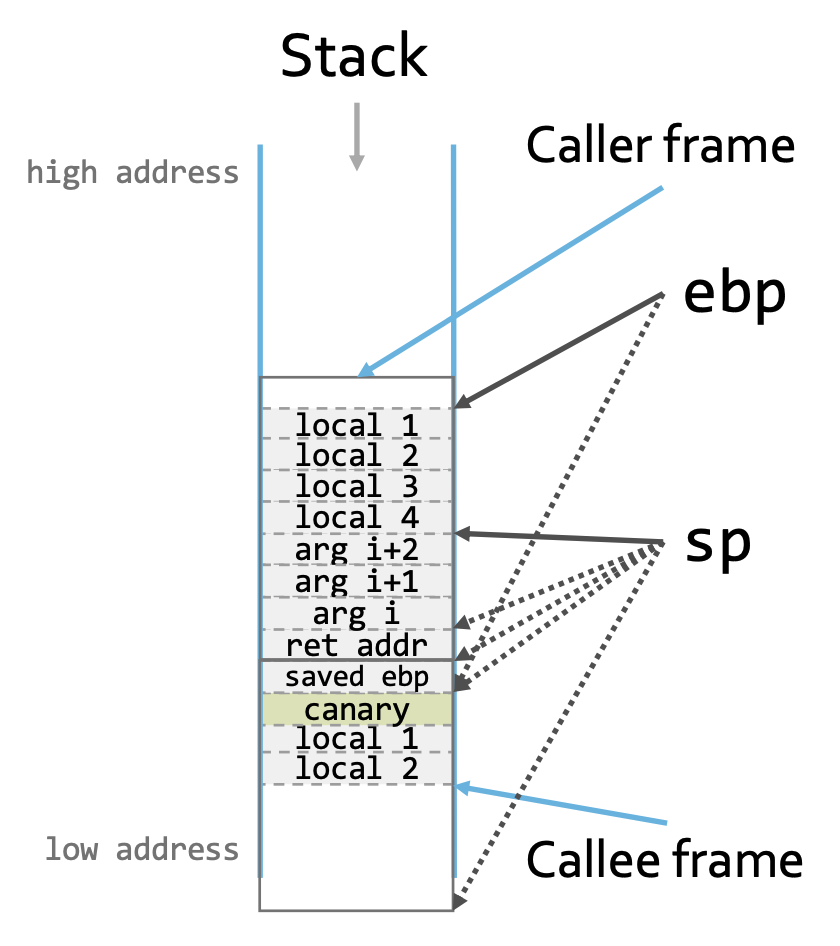 Stack
high address
Caller frame
ebp
local 1
local 2
local 3
local 4
sp
arg i+2
arg i+1
arg i
ret addr
saved ebp
canary
local 1
local 2
low address
Callee frame